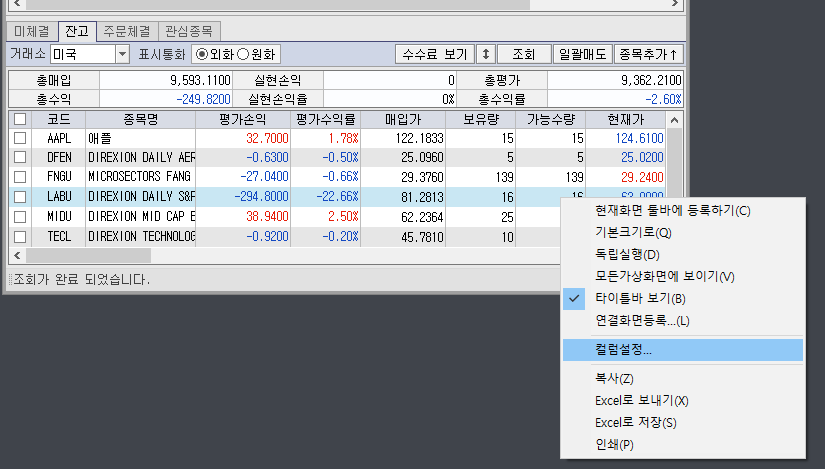 미체결 잔고 주문체결 관심종목
거래소 미국 표시통화 외화 원화 수수료 보기 ↕ 조회 일괄매도 종목추가↑
총매입 9,593.1100 실현손익 0 총평가 9,362.2100
총수익 -249.8200 실현손익율 0% 총수익률 -2.60%
코드 종목명 평가손익 평가수익률 매입가 보유량 가능수량 현재가
AAPL 애플 32.7000 1.78% 122.1833 15 15 124.6100
DFEN DIREXION DAILY AER -0.6300 -0.50% 25.0960 5 5 25.0200
FNGU MICROSECTORS FANG -27.0400 -0.66% 29.3760 139 139 29.2400
LABU DIREXION DAILY S&P -294.8000 -22.66% 81.2813 16 16 63.0000
MIDU DIREXION MID CAP B 38.9400 2.50% 62.2364 25
TECL DIREXION TECHNOLOG -0.9200 -0.20% 45.7810 10
조회가 완료 되었습니다.
현재화면 툴바에 등록하기(C)
기본크기로(Q)
독립실행(D)
모든가상화면에 보이기(V)
타이틀바 보기(B)
연결화면등록...(L)
컬럼설정...
복사(Z)
Excel로 보내기(X)
Excel로 저장(S)
인쇄(P)